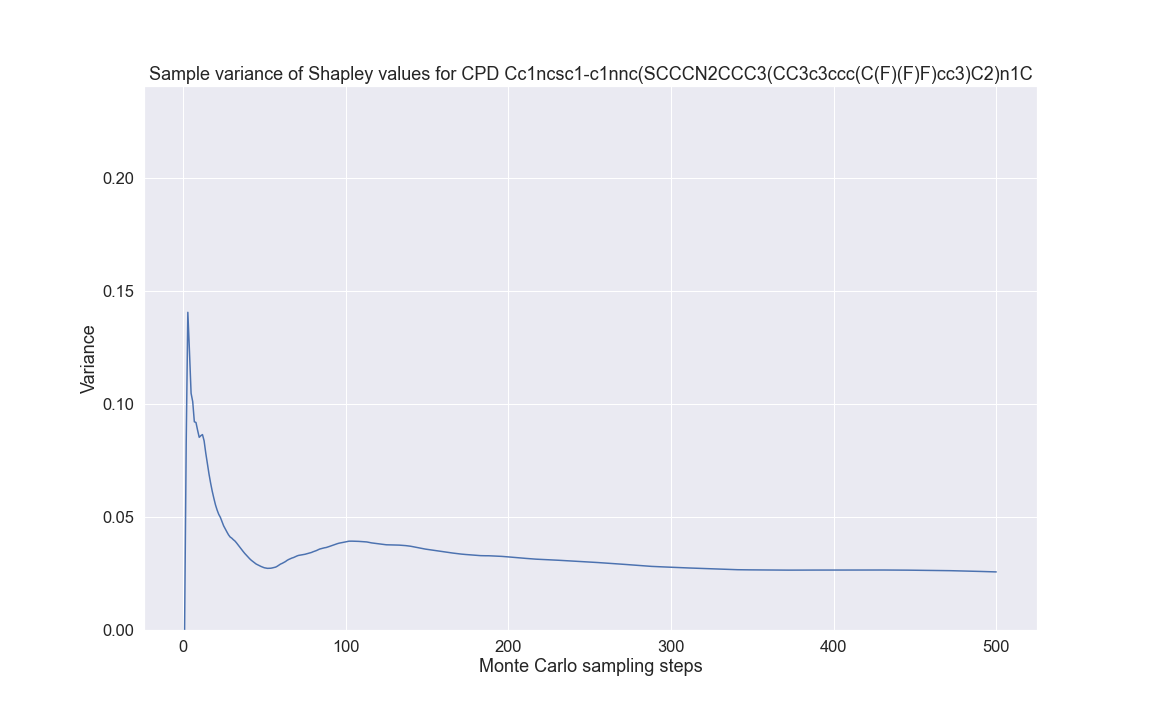 Sample variance of Shapley values for CPD Cc1ncsc1-c1nnc(SCCCN2CCC3(CC3c3ccc(C(F)(F)F)cc3)C2)n1C
0.20
0.15
0.10
0.05
0.00
Variance
0 100 200 300 400 500
Monte Carlo sampling steps